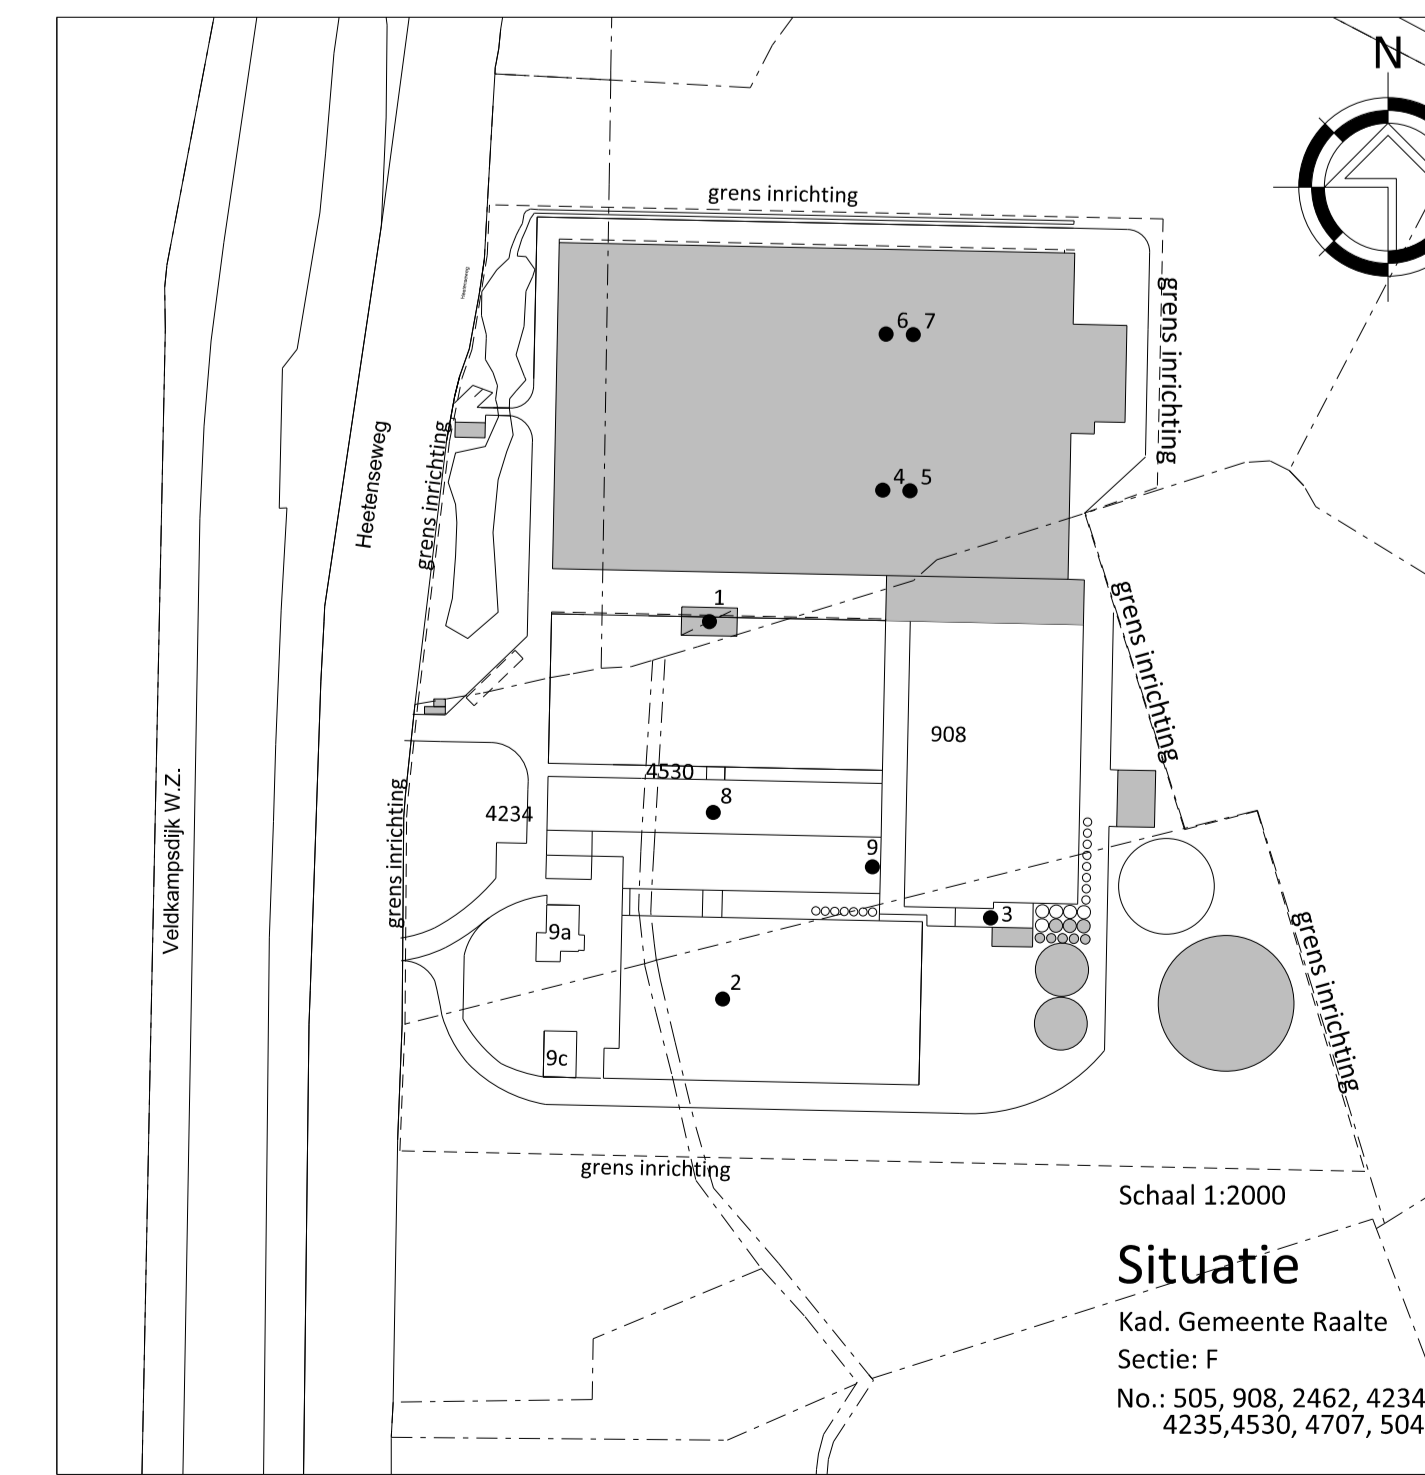 N
grens inrichting
grens inrichting
6 7
Heetenseweg
grens inrichting
4 5
1
grens inrichting
908
4530
8
4234
Veldkampsdijk W.Z.
grens inrichting
9
3
9a
2
grens inrichting
9c
grens inrichting
Schaal 1:2000
Situatie
Kad. Gemeente Raalte
Sectie: F
No.: 505, 908, 2462, 4234
4235,4530, 4707, 504